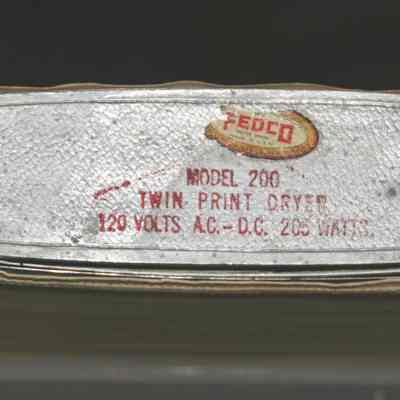 FEDCO
MODEL 200
TWIN PRINT DRYER
120 VOLTS A.C.-D.C. 205 WATTS.